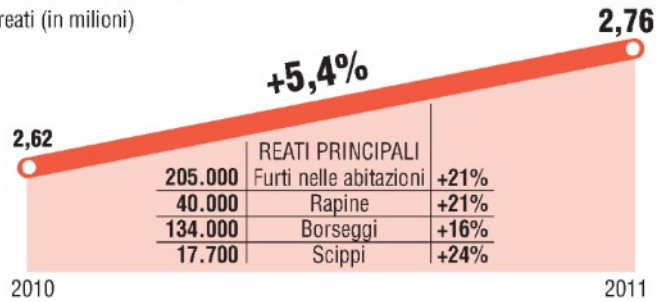 reati (in milioni)
2,76
+5,4%
2,62
REATI PRINCIPALI
205.000 Furti nelle abitazioni +21%
40.000 Rapine +21%
134.000 Borseggi +16%
17.700 Scippi +24%
2010 2011